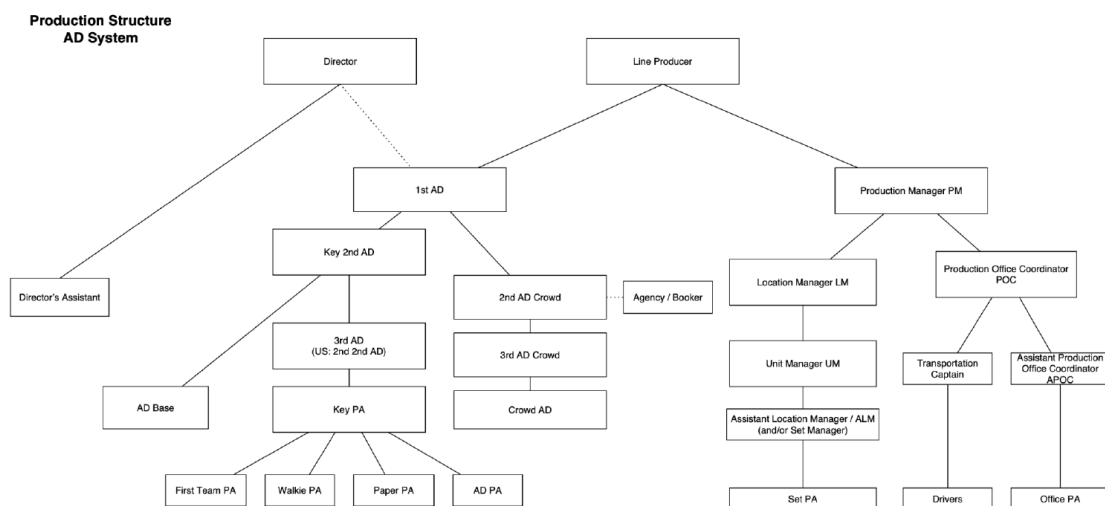 Production Structure
AD System
Director
Line Producer
1st AD
Production Manager PM
Key 2nd AD
Production Office Coordinator
POC
Location Manager LM
Director's Assistant
2nd AD Crowd
Agency / Booker
3rd AD
(US: 2nd 2nd AD)
3rd AD Crowd
Unit Manager UM
Transportation
Captain
Assistant Production
Office Coordinator
APOC
AD Base
Key PA
Crowd AD
Assistant Location Manager / ALM
(and/or Set Manager)
First Team PA
Walkie PA
Paper PA
AD PA
Set PA
Drivers
Office PA